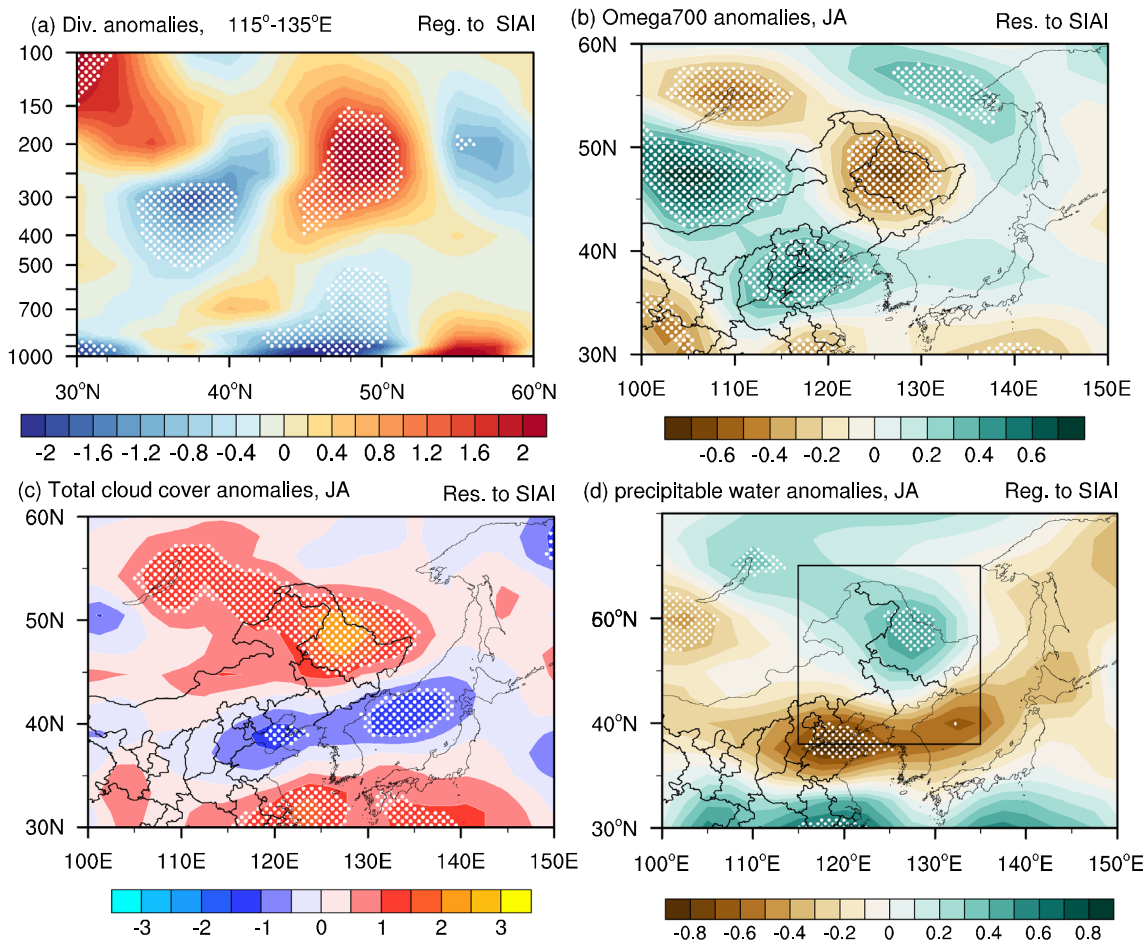 (a) Div. anomalies, 115°-135°E Reg. to SIAI
100
150
200
300
400
500
700
1000
30°N 40°N 50°N 60°N
-2 -1.6 -1.2 -0.8 -0.4 0 0.4 0.8 1.2 1.6 2
(b) Omega700 anomalies, JA Res. to SIAI
60N
50N
40N
30N
100E 110E 120E 130E 140E 150E
-0.6 -0.4 -0.2 0 0.2 0.4 0.6
(c) Total cloud cover anomalies, JA Res. to SIAI
60N
50N
40N
30N
100E 110E 120E 130E 140E 150E
-3 -2 -1 0 1 2 3
(d) precipitable water anomalies, JA Reg. to SIAI
60°N
40°N
30°N
100°E 110°E 120°E 130°E 140°E 150°E
-0.8 -0.6 -0.4 -0.2 0 0.2 0.4 0.6 0.8